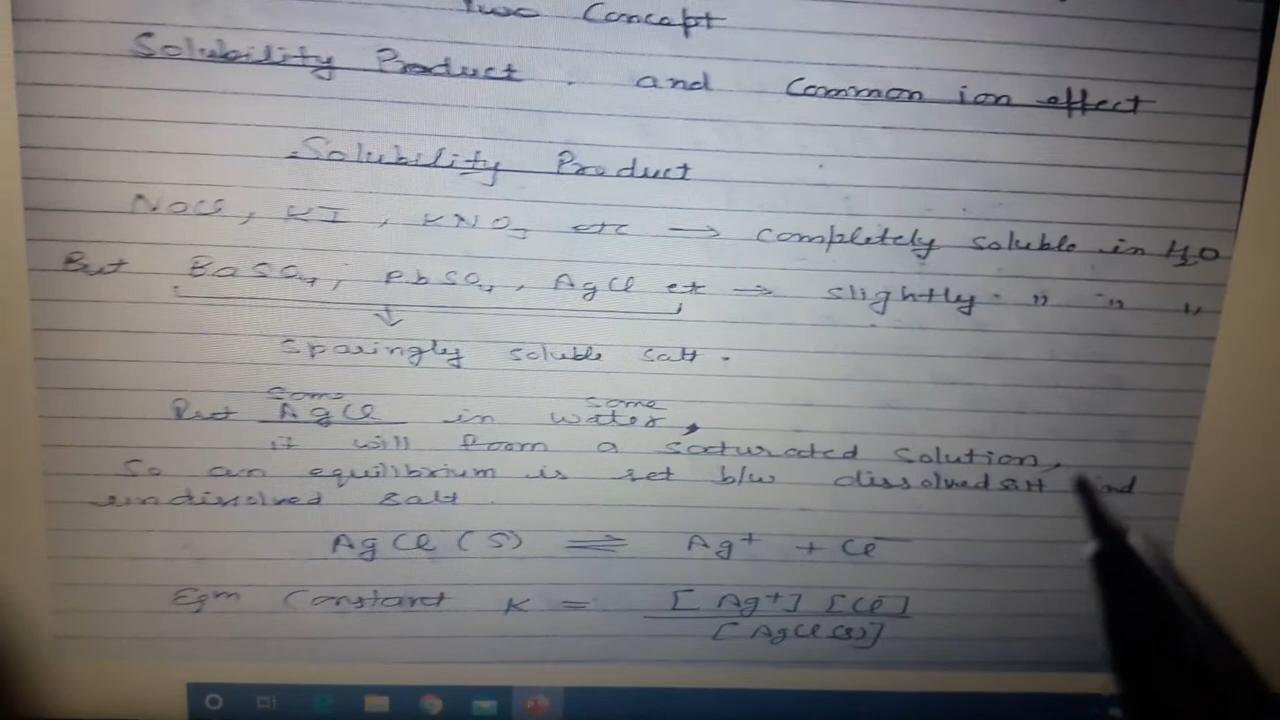 Two Concept
Solubility Product . and Common ion effect
Solubility Product
NaCl, KI, KNO₃ etc → completely soluble in H₂O
But BaSO₄, PbSO₄, AgCl etc → slightly " " "
↓
sparingly soluble salt.
Put some AgCl in some water,
it will form a saturated solution,
so an equilibrium is set b/w dissolved salt and
undissolved salt
AgCl (s) ⇌ Ag⁺ + Cl⁻
Eqm Constant K = [Ag⁺] [Cl⁻]
[AgCl(s)]